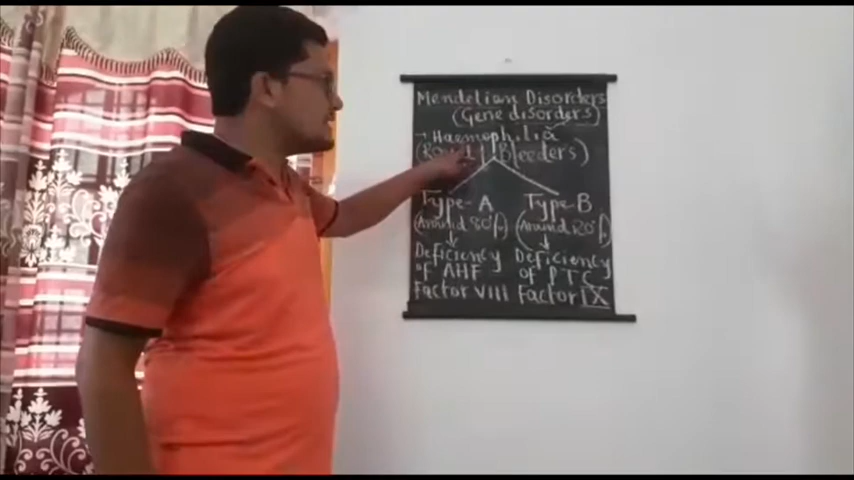 Mendelian Disorders
(Gene disorders)
→ Haemophilia
Bleeders)
Type-A Type-B
(Around 80%) (Around 20%)
Deficiency Deficiency
of AHF of PTC
Factor VIII Factor IX